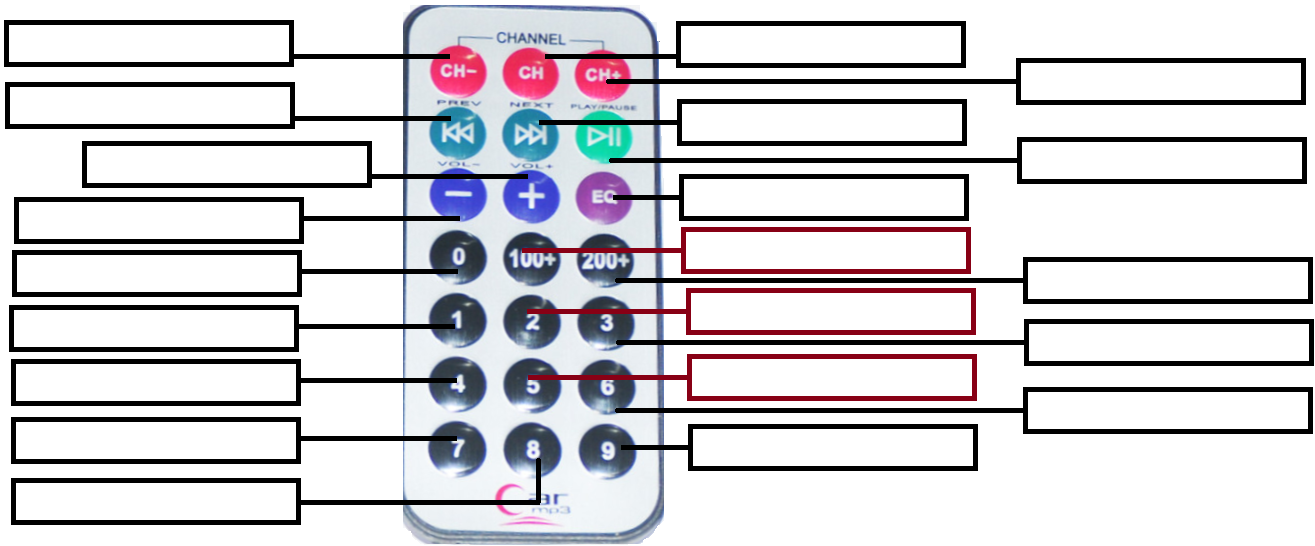 CHANNEL
CH− CH CH+
PREV NEXT PLAY/PAUSE
VOL− VOL+
EQ
0 100+ 200+
1 2 3
4 5 6
7 8 9
Car
mp3